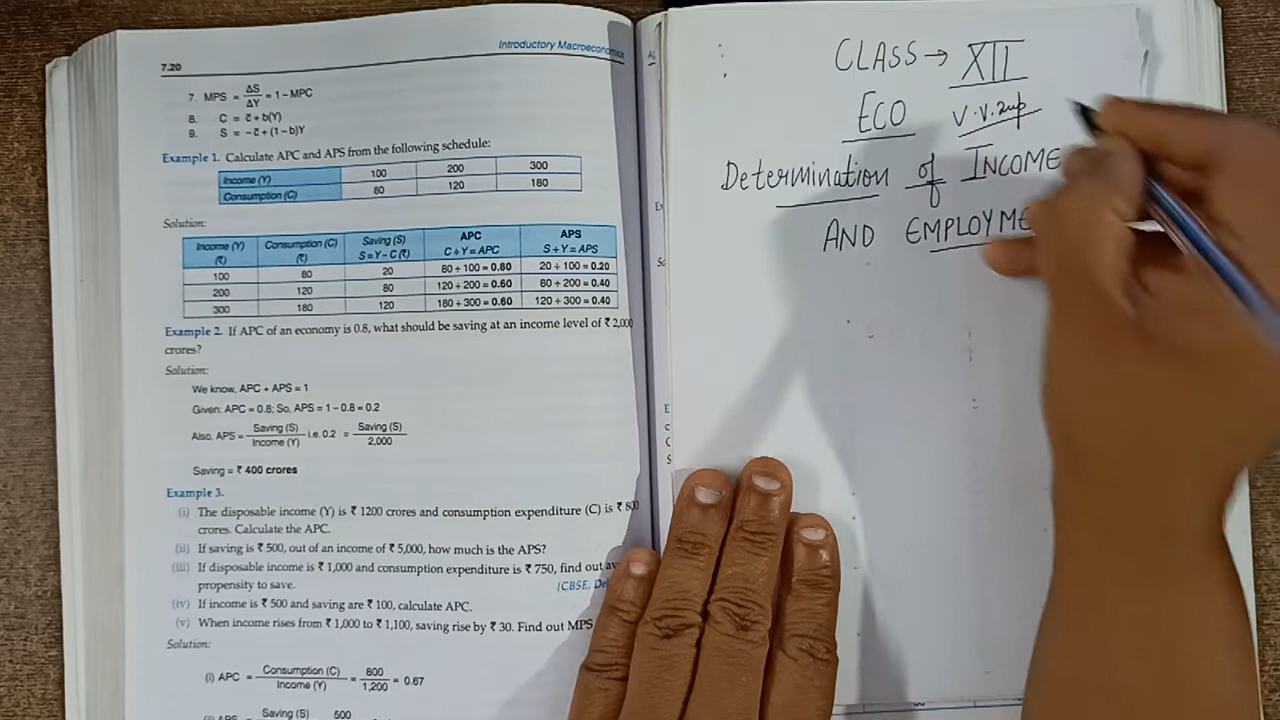 Introductory Macroeconomics
7.20
7. MPS = ΔS/ΔY = 1 – MPC
8. C = c̄ + b(Y)
9. S = –c̄ + (1 – b)Y
Example 1. Calculate APC and APS from the following schedule:
Income (Y) 100 200 300
Consumption (C) 80 120 180
Solution:
Income (Y) (₹) Consumption (C) (₹) Saving (S) S = Y – C (₹) APC C ÷ Y = APC APS S ÷ Y = APS
100 80 20 80 ÷ 100 = 0.80 20 ÷ 100 = 0.20
200 120 80 120 ÷ 200 = 0.60 80 ÷ 200 = 0.40
300 180 120 180 ÷ 300 = 0.60 120 ÷ 300 = 0.40
Example 2. If APC of an economy is 0.8, what should be saving at an income level of ₹ 2,000
crores?
Solution:
We know, APC + APS = 1
Given: APC = 0.8; So, APS = 1 – 0.8 = 0.2
Also, APS = Saving (S)/Income (Y) i.e. 0.2 = Saving (S)/2,000
Saving = ₹ 400 crores
Example 3.
(i) The disposable income (Y) is ₹ 1200 crores and consumption expenditure (C) is ₹ 800
crores. Calculate the APC.
(ii) If saving is ₹ 500, out of an income of ₹ 5,000, how much is the APS?
(iii) If disposable income is ₹ 1,000 and consumption expenditure is ₹ 750, find out av
propensity to save. (CBSE, De
(iv) If income is ₹ 500 and saving are ₹ 100, calculate APC.
(v) When income rises from ₹ 1,000 to ₹ 1,100, saving rise by ₹ 30. Find out MPS
Solution:
(i) APC = Consumption (C)/Income (Y) = 800/1,200 = 0.67
(ii) APS Saving (S) 500
CLASS → XII
ECO V.V.Imp
Determination of INCOME
AND EMPLOYME